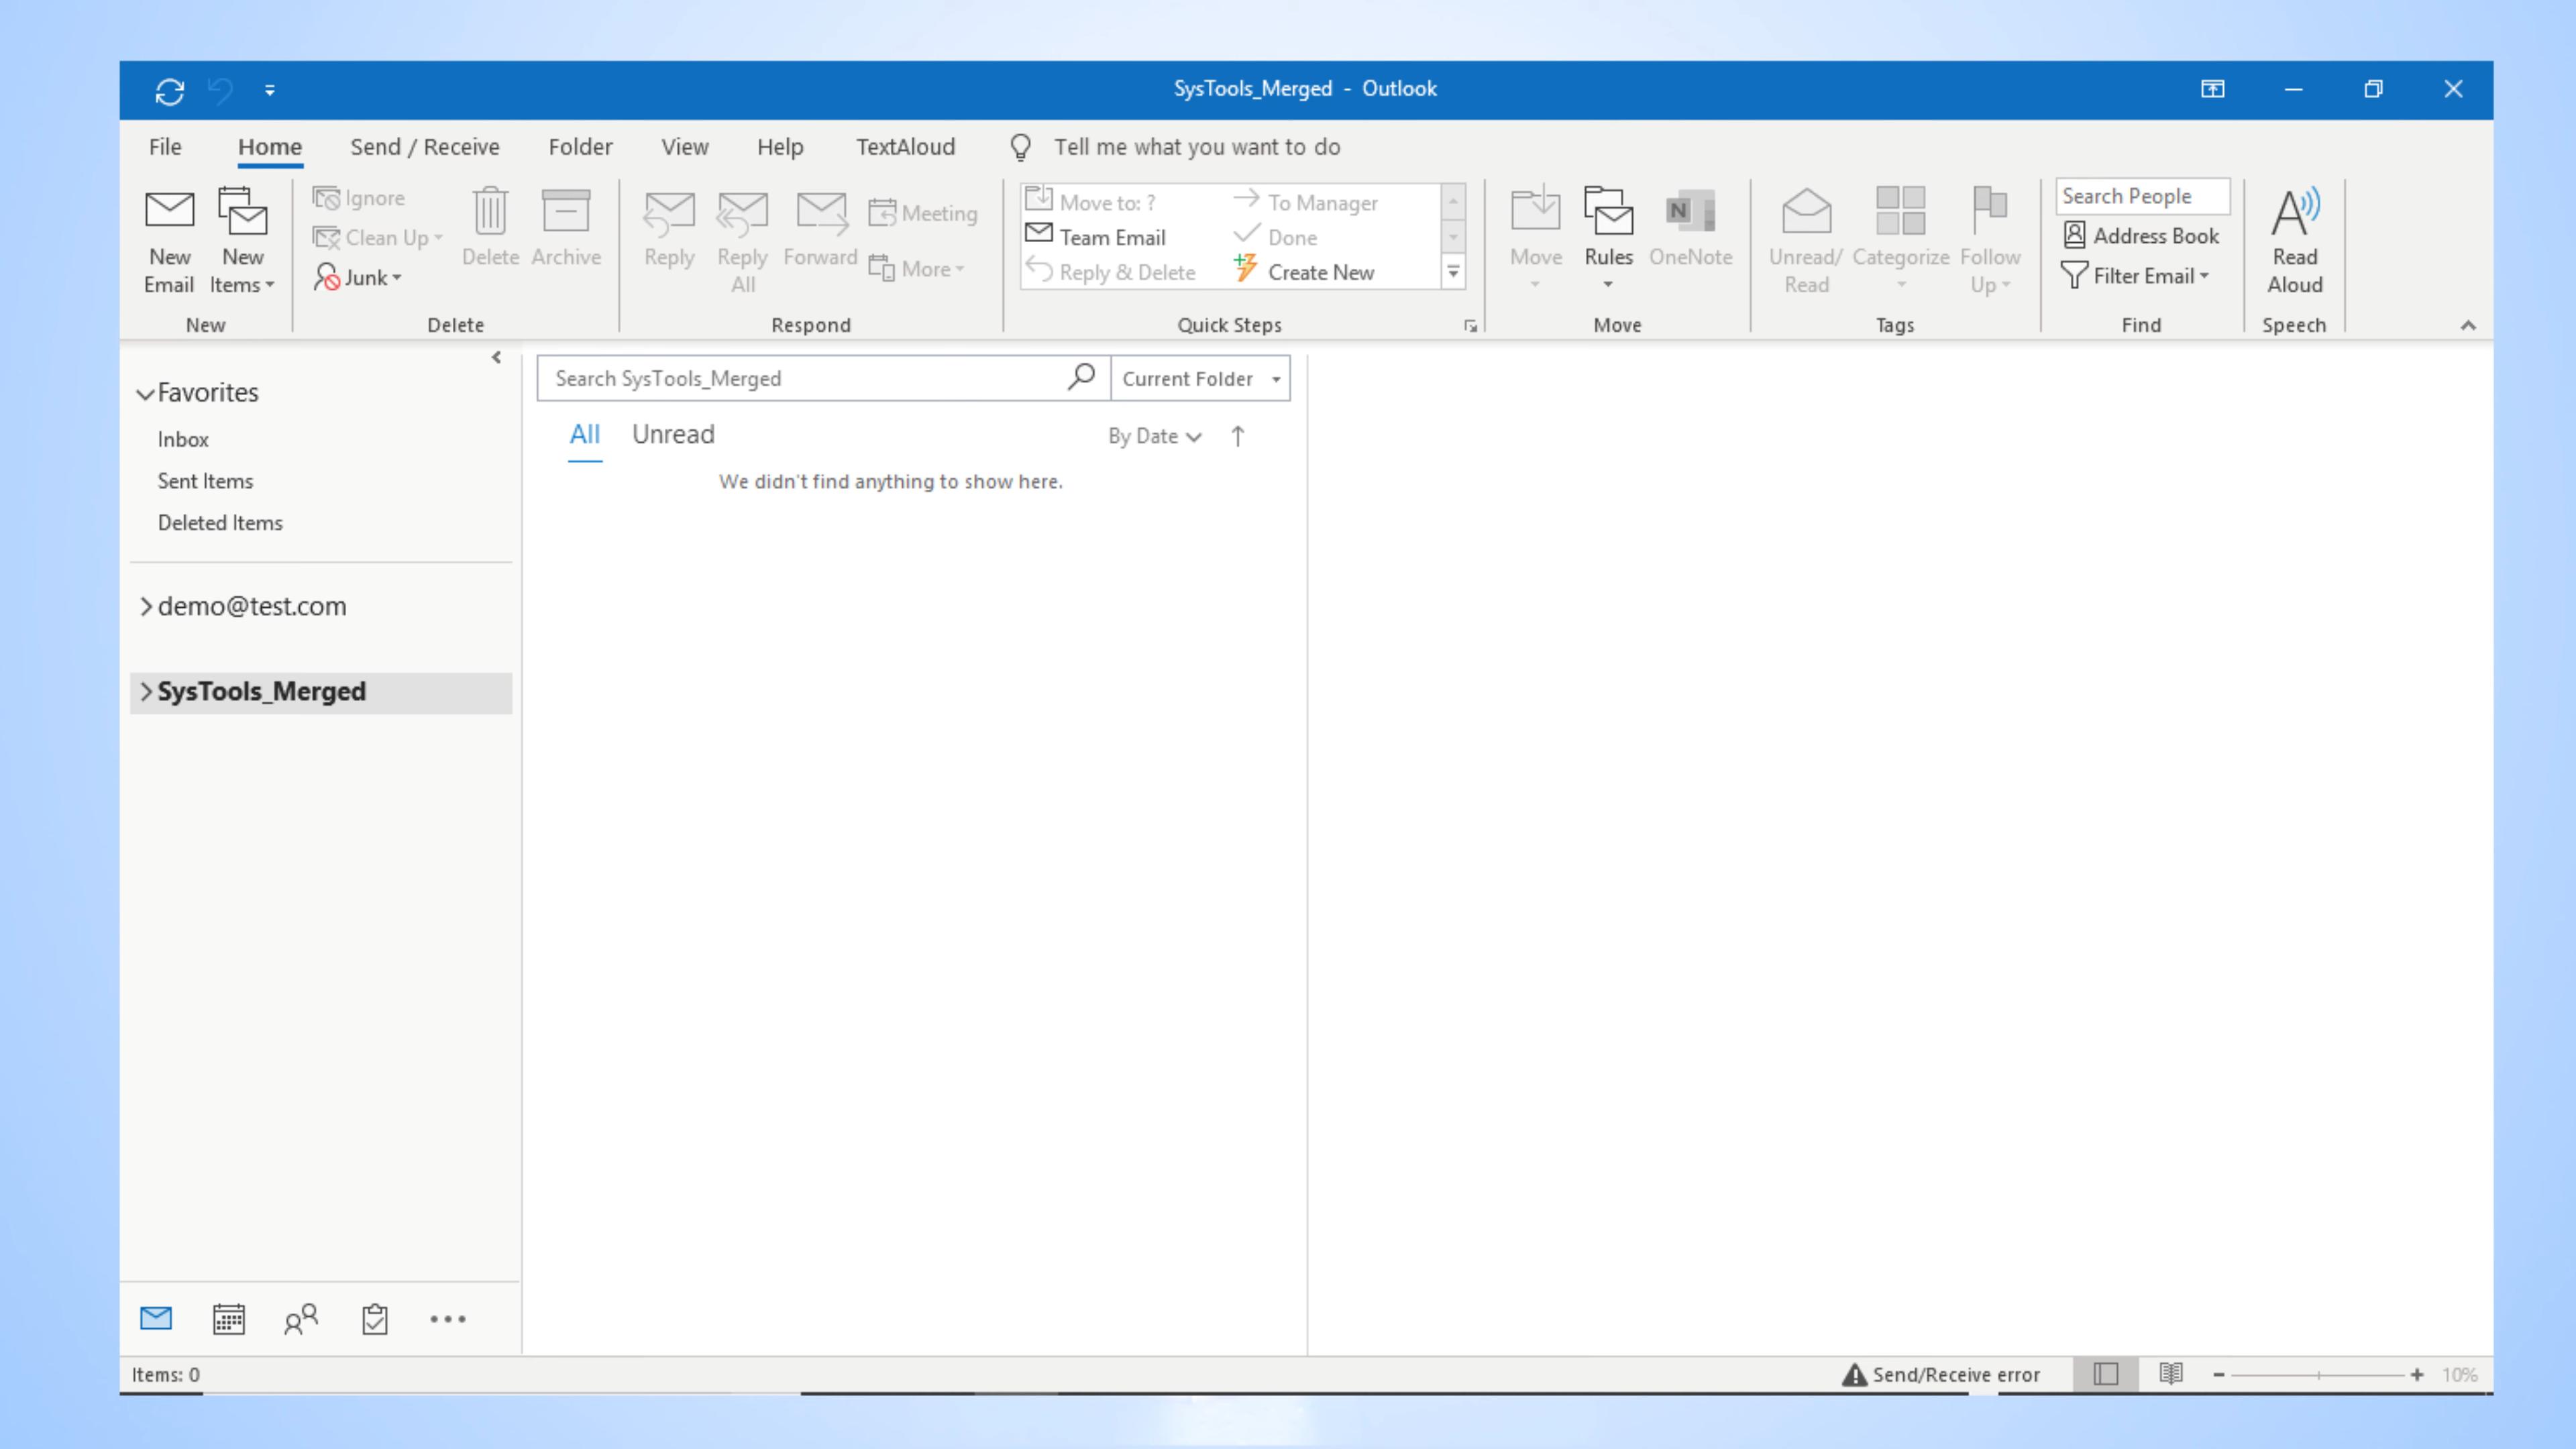 SysTools_Merged - Outlook
File Home Send / Receive Folder View Help TextAloud Tell me what you want to do
New Email
New Items
New
Ignore
Clean Up
Junk
Delete
Archive
Delete
Reply
Reply All
Forward
Meeting
More
Respond
Move to: ?
Team Email
Reply & Delete
To Manager
Done
Create New
Quick Steps
Move
Rules
N
OneNote
Move
Unread/ Read
Categorize
Follow Up
Tags
Search People
Address Book
Filter Email
Find
Read Aloud
Speech
Favorites
Inbox
Sent Items
Deleted Items
demo@test.com
SysTools_Merged
Search SysTools_Merged
Current Folder
All Unread
By Date
We didn't find anything to show here.
Items: 0
Send/Receive error
10%